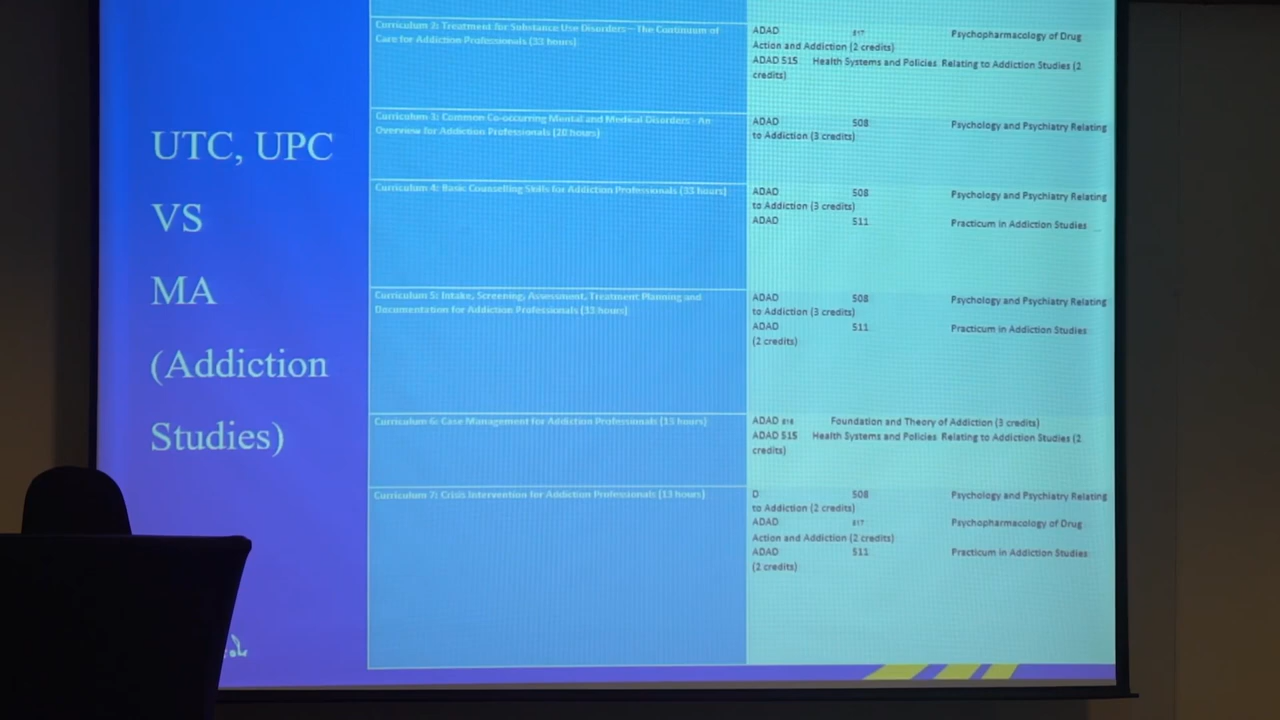 UTC, UPC
VS
MA
(Addiction
Studies)
Curriculum 2: Treatment for Substance Use Disorders—The Continuum of
Care for Addiction Professionals (33 hours)
ADAD 617 Psychopharmacology of Drug
Action and Addiction (2 credits)
ADAD 515 Health Systems and Policies Relating to Addiction Studies (2
credits)
Curriculum 3: Common Co-occurring Mental and Medical Disorders - An
Overview for Addiction Professionals (20 hours)
ADAD 508 Psychology and Psychiatry Relating
to Addiction (3 credits)
Curriculum 4: Basic Counselling Skills for Addiction Professionals (33 hours)
ADAD 508 Psychology and Psychiatry Relating
to Addiction (3 credits)
ADAD 511 Practicum in Addiction Studies
Curriculum 5: Intake, Screening, Assessment, Treatment Planning and
Documentation for Addiction Professionals (33 hours)
ADAD 508 Psychology and Psychiatry Relating
to Addiction (3 credits)
ADAD 511 Practicum in Addiction Studies
(2 credits)
Curriculum 6: Case Management for Addiction Professionals (13 hours)
ADAD 616 Foundation and Theory of Addiction (3 credits)
ADAD 515 Health Systems and Policies Relating to Addiction Studies (2
credits)
Curriculum 7: Crisis Intervention for Addiction Professionals (13 hours)
D 508 Psychology and Psychiatry Relating
to Addiction (2 credits)
ADAD 617 Psychopharmacology of Drug
Action and Addiction (2 credits)
ADAD 511 Practicum in Addiction Studies
(2 credits)